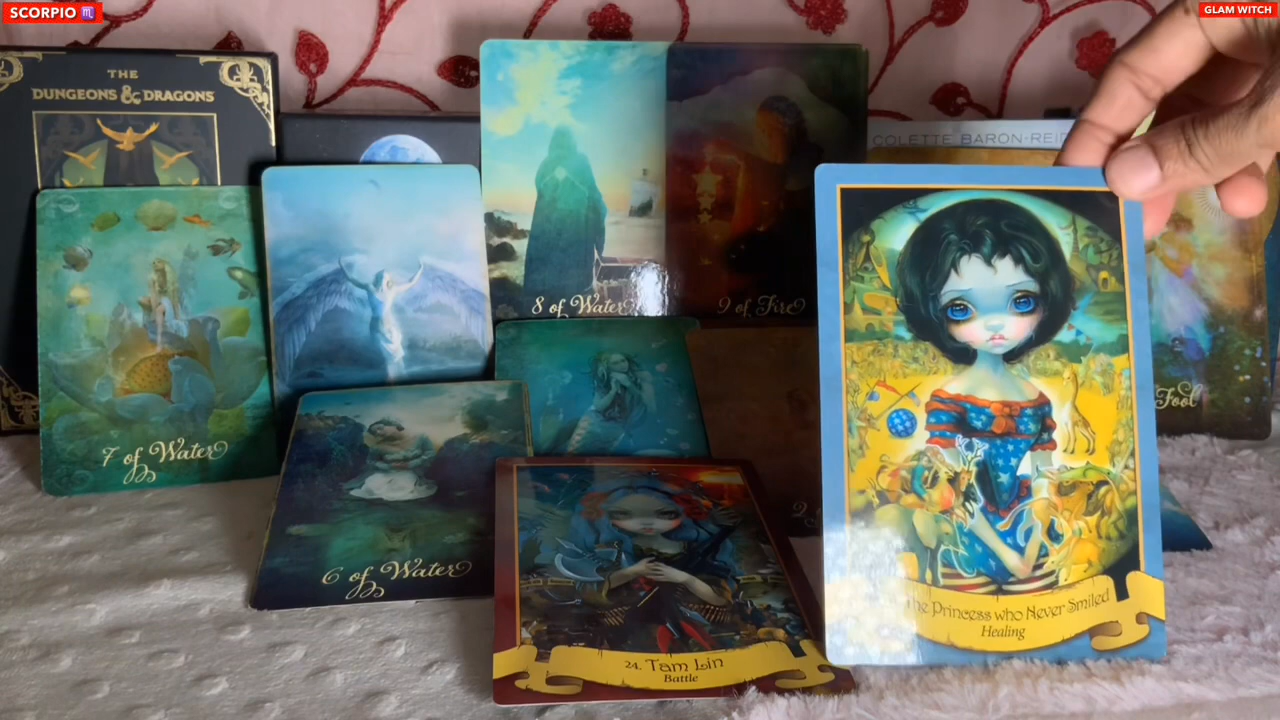 SCORPIO ♏
GLAM WITCH
THE
DUNGEONS & DRAGONS
COLETTE BARON-REID
8 of Water
9 of Fire
7 of Water
Fool
6 of Water
The Princess who Never Smiled
Healing
24. Tam Lin
Battle